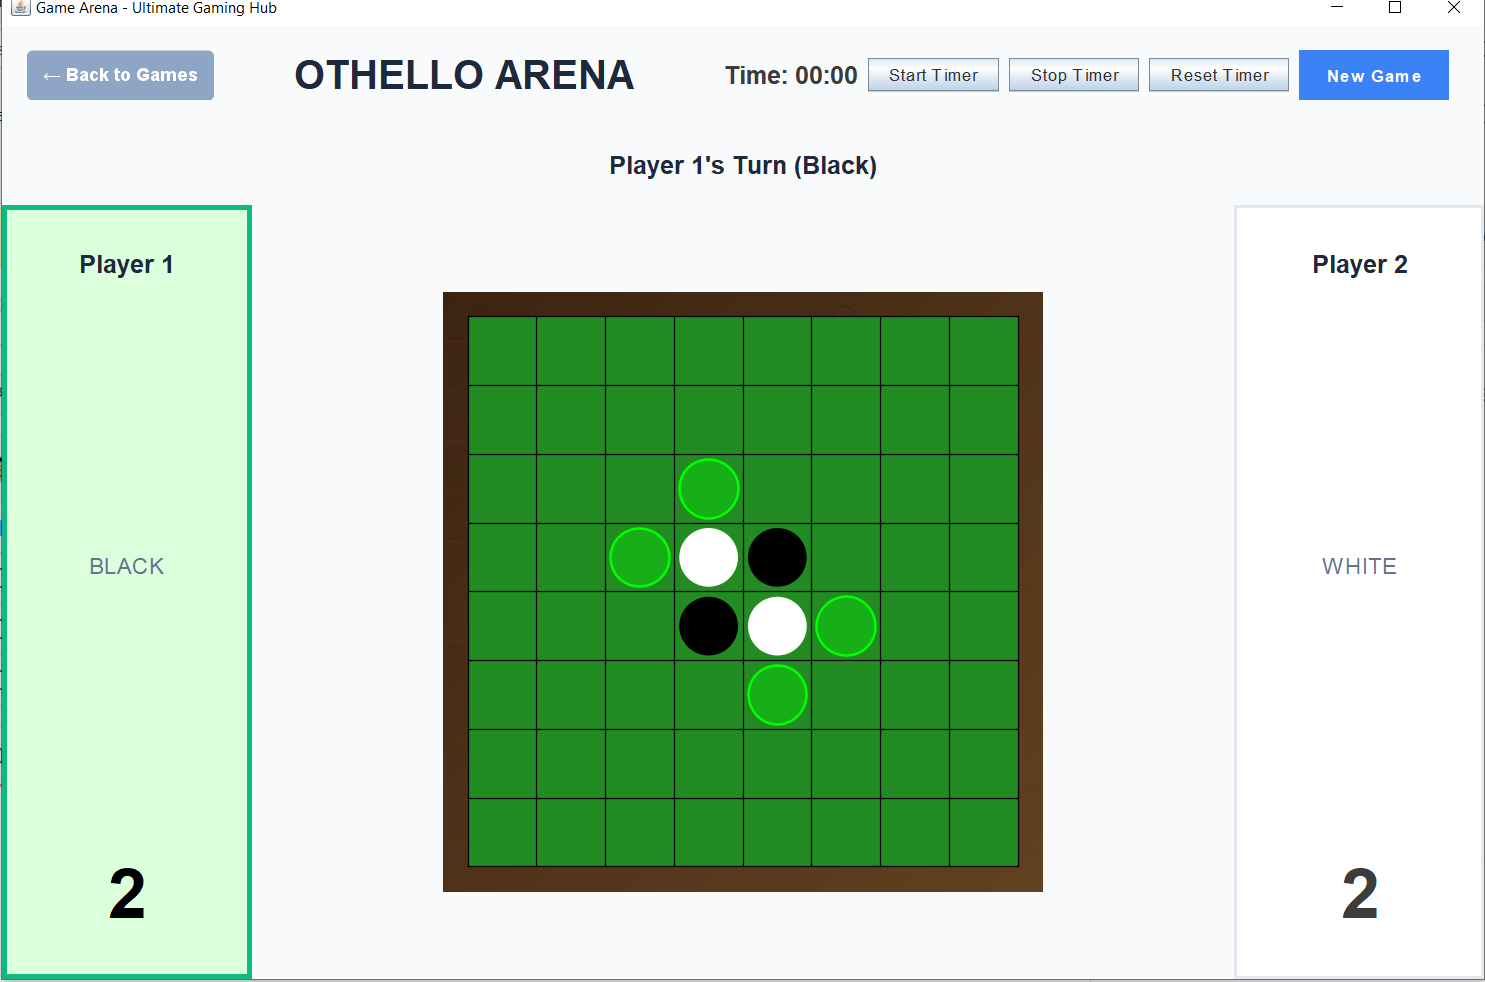 Game Arena - Ultimate Gaming Hub
← Back to Games
OTHELLO ARENA
Time: 00:00
Start Timer
Stop Timer
Reset Timer
New Game
Player 1's Turn (Black)
Player 1
BLACK
2
Player 2
WHITE
2